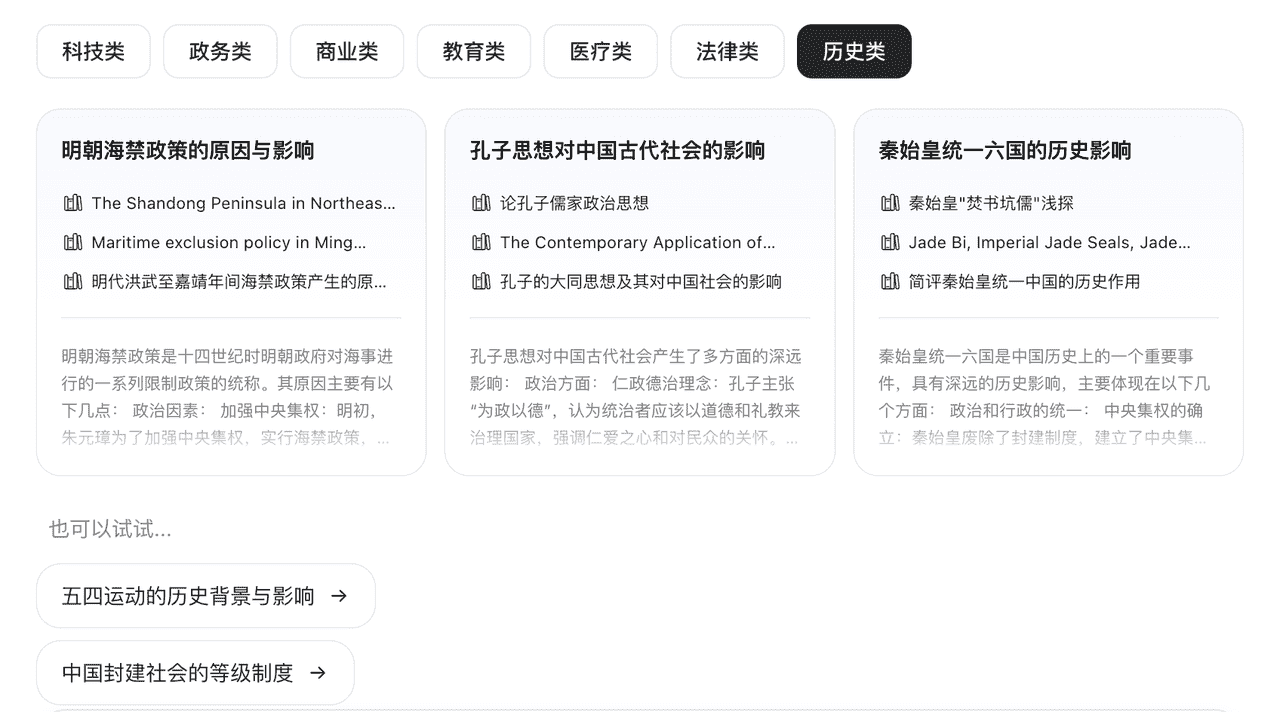 科技类
政务类
商业类
教育类
医疗类
法律类
历史类
明朝海禁政策的原因与影响
The Shandong Peninsula in Northeas...
Maritime exclusion policy in Ming...
明代洪武至嘉靖年间海禁政策产生的原...
明朝海禁政策是十四世纪时明朝政府对海事进
行的一系列限制政策的统称。其原因主要有以
下几点： 政治因素： 加强中央集权：明初，
朱元璋为了加强中央集权，实行海禁政策，...
孔子思想对中国古代社会的影响
论孔子儒家政治思想
The Contemporary Application of...
孔子的大同思想及其对中国社会的影响
孔子思想对中国古代社会产生了多方面的深远
影响： 政治方面： 仁政德治理念：孔子主张
“为政以德”，认为统治者应该以道德和礼教来
治理国家，强调仁爱之心和对民众的关怀。...
秦始皇统一六国的历史影响
秦始皇"焚书坑儒"浅探
Jade Bi, Imperial Jade Seals, Jade...
简评秦始皇统一中国的历史作用
秦始皇统一六国是中国历史上的一个重要事
件，具有深远的历史影响，主要体现在以下几
个方面： 政治和行政的统一： 中央集权的确
立：秦始皇废除了封建制度，建立了中央集...
也可以试试...
五四运动的历史背景与影响 →
中国封建社会的等级制度 →